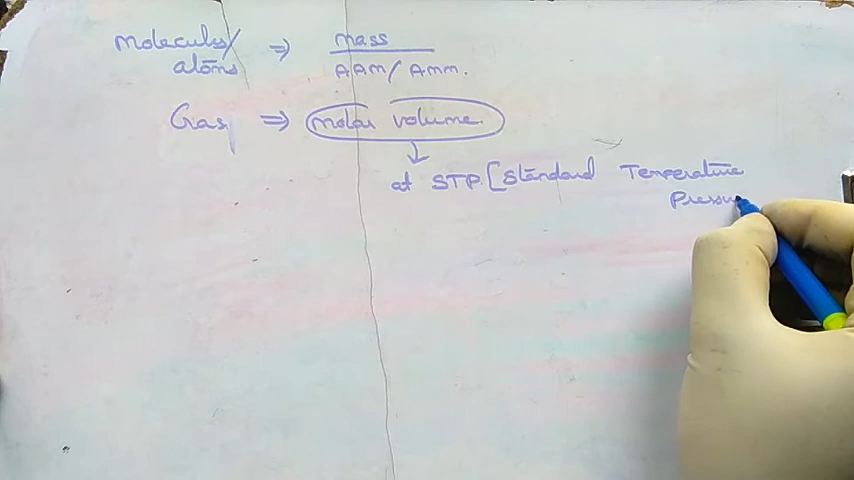 Molecules/ ⇒ mass
atoms AAM/AMM.
Gas ⇒ molar volume.
at STP. [Standard Temperature
Pressu